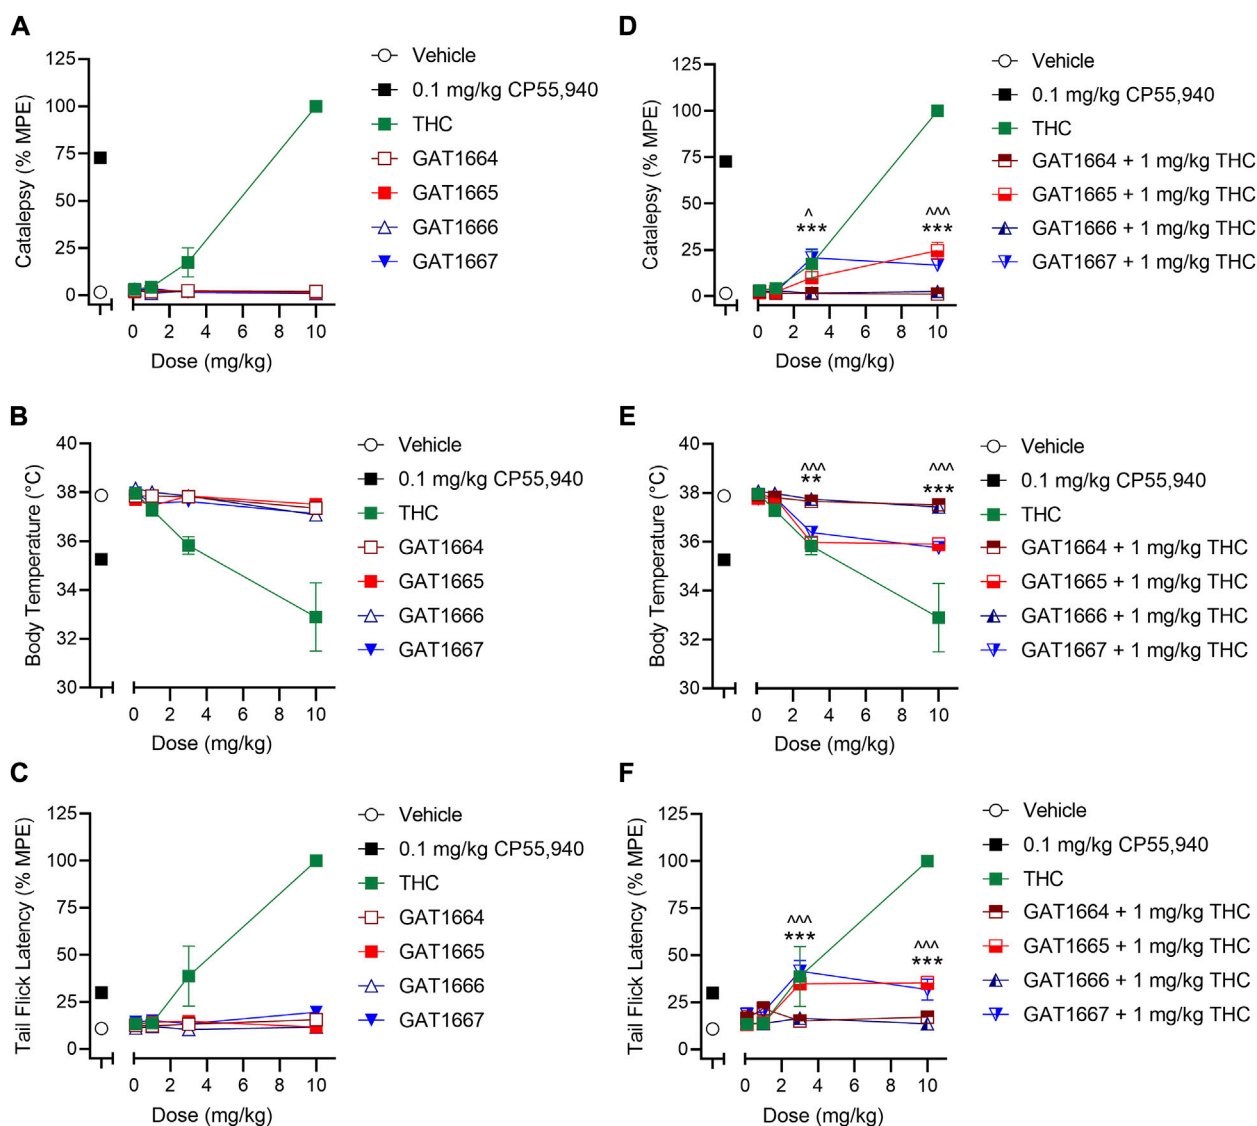 A
Catalepsy (% MPE)
125
100
75
50
25
0
0 2 4 6 8 10
Dose (mg/kg)
Vehicle
0.1 mg/kg CP55,940
THC
GAT1664
GAT1665
GAT1666
GAT1667
D
Catalepsy (% MPE)
125
100
75
50
25
0
^
***
^^^
***
0 2 4 6 8 10
Dose (mg/kg)
Vehicle
0.1 mg/kg CP55,940
THC
GAT1664 + 1 mg/kg THC
GAT1665 + 1 mg/kg THC
GAT1666 + 1 mg/kg THC
GAT1667 + 1 mg/kg THC
B
Body Temperature (°C)
40
38
36
34
32
30
0 2 4 6 8 10
Dose (mg/kg)
Vehicle
0.1 mg/kg CP55,940
THC
GAT1664
GAT1665
GAT1666
GAT1667
E
Body Temperature (°C)
40
38
36
34
32
30
^^^
**
^^^
***
0 2 4 6 8 10
Dose (mg/kg)
Vehicle
0.1 mg/kg CP55,940
THC
GAT1664 + 1 mg/kg THC
GAT1665 + 1 mg/kg THC
GAT1666 + 1 mg/kg THC
GAT1667 + 1 mg/kg THC
C
Tail Flick Latency (% MPE)
125
100
75
50
25
0
0 2 4 6 8 10
Dose (mg/kg)
Vehicle
0.1 mg/kg CP55,940
THC
GAT1664
GAT1665
GAT1666
GAT1667
F
Tail Flick Latency (% MPE)
125
100
75
50
25
0
^^^
***
^^^
***
0 2 4 6 8 10
Dose (mg/kg)
Vehicle
0.1 mg/kg CP55,940
THC
GAT1664 + 1 mg/kg THC
GAT1665 + 1 mg/kg THC
GAT1666 + 1 mg/kg THC
GAT1667 + 1 mg/kg THC